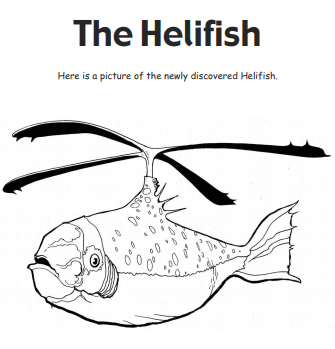 The Helifish
Here is a picture of the newly discovered Helifish.